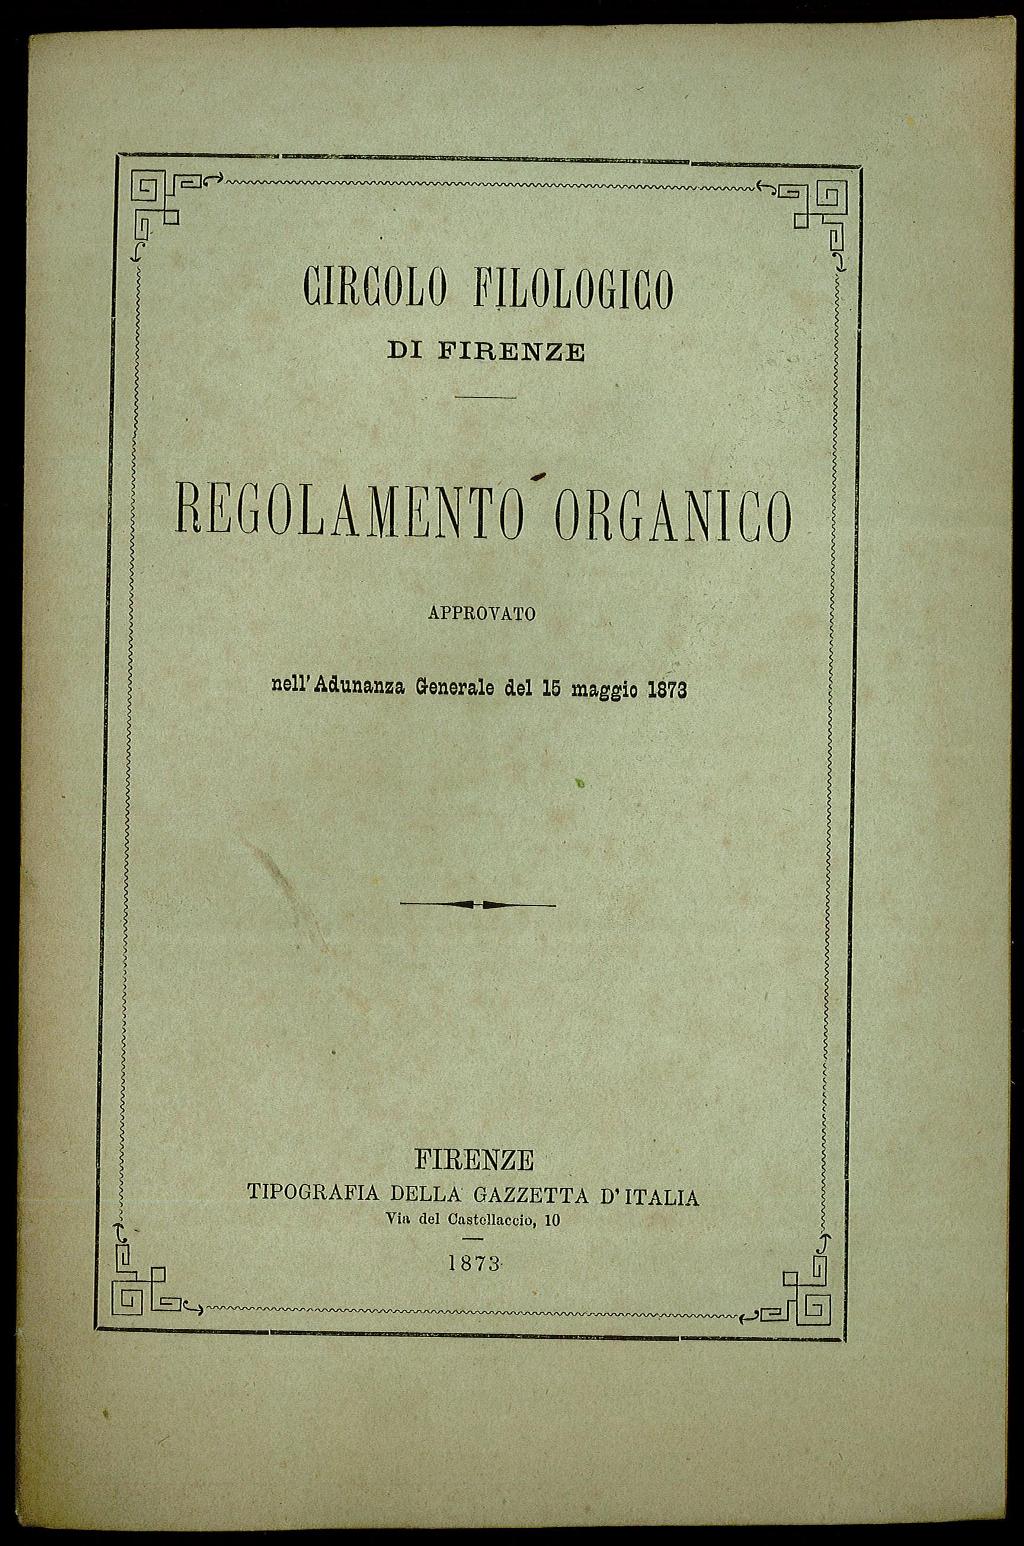 CIRCOLO FILOLOGICO
DI FIRENZE
REGOLAMENTO ORGANICO
APPROVATO
nell'Adunanza Generale del 15 maggio 1873
FIRENZE
TIPOGRAFIA DELLA GAZZETTA D'ITALIA
Via del Castellaccio, 10
1873